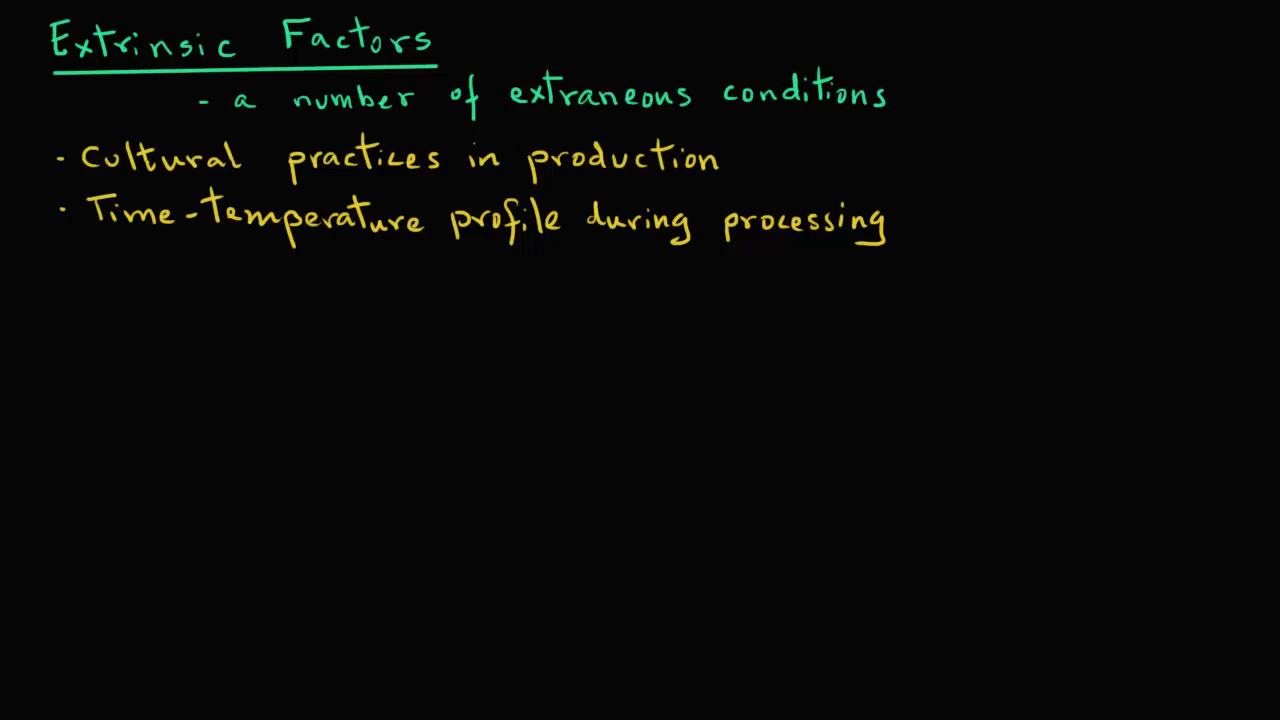 Extrinsic Factors
- a number of extraneous conditions
· Cultural practices in production
· Time-temperature profile during processing